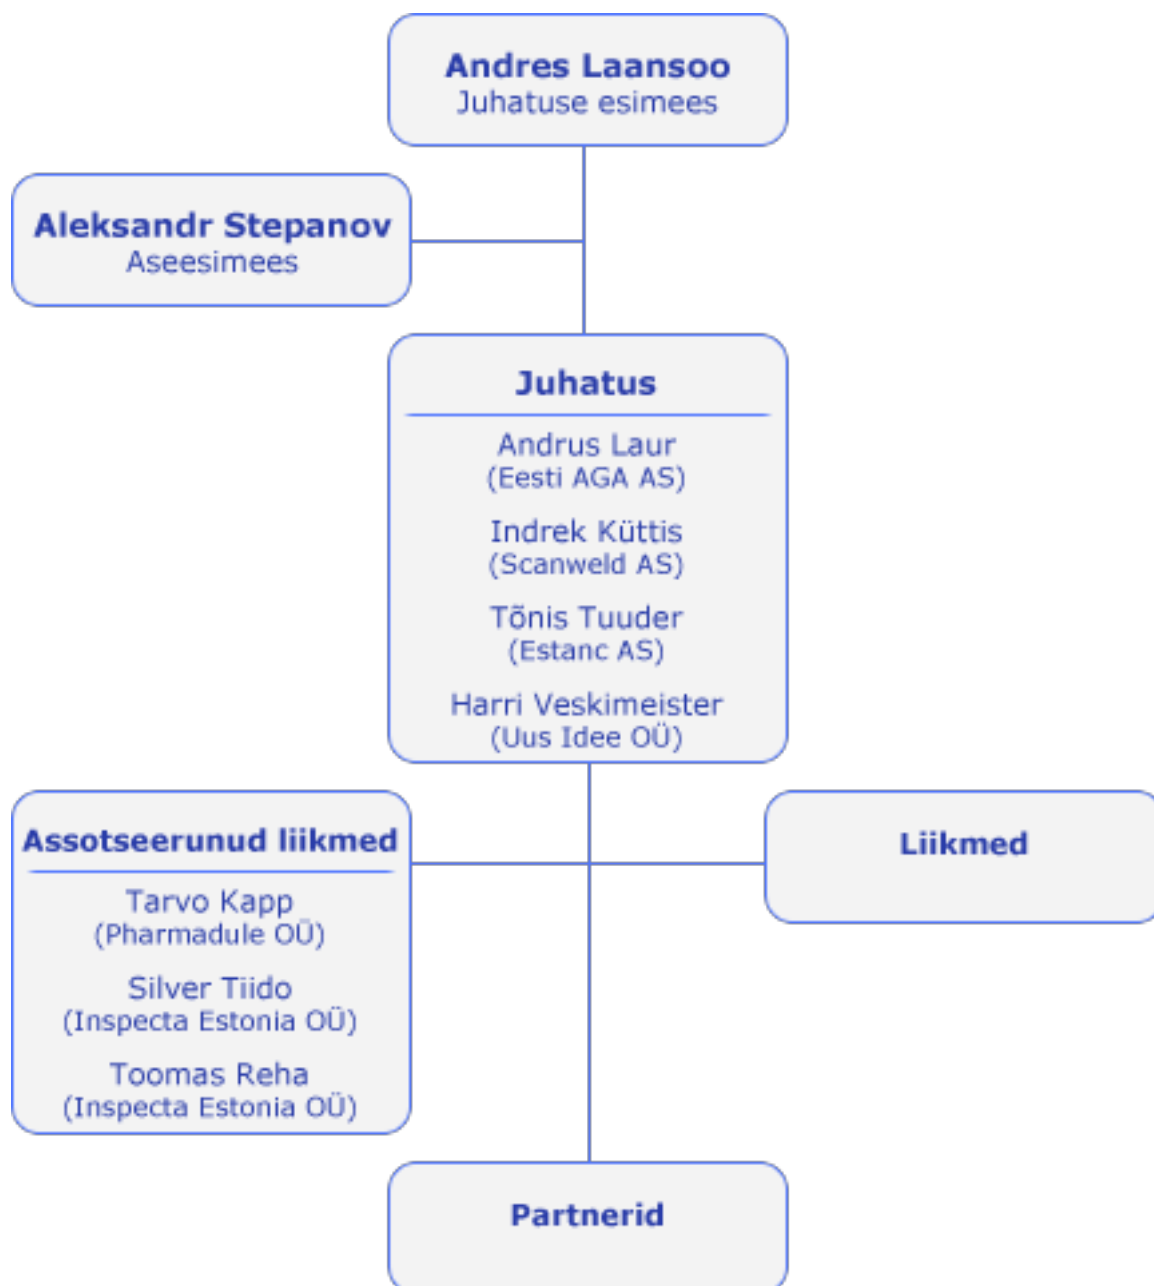 Andres Laansoo
Juhatuse esimees
Aleksandr Stepanov
Aseesimees
Juhatus
Andrus Laur
(Eesti AGA AS)
Indrek Küttis
(Scanweld AS)
Tõnis Tuuder
(Estanc AS)
Harri Veskimeister
(Uus Idee OÜ)
Assotseerunud liikmed
Tarvo Kapp
(Pharmadule OÜ)
Silver Tiido
(Inspecta Estonia OÜ)
Toomas Reha
(Inspecta Estonia OÜ)
Liikmed
Partnerid